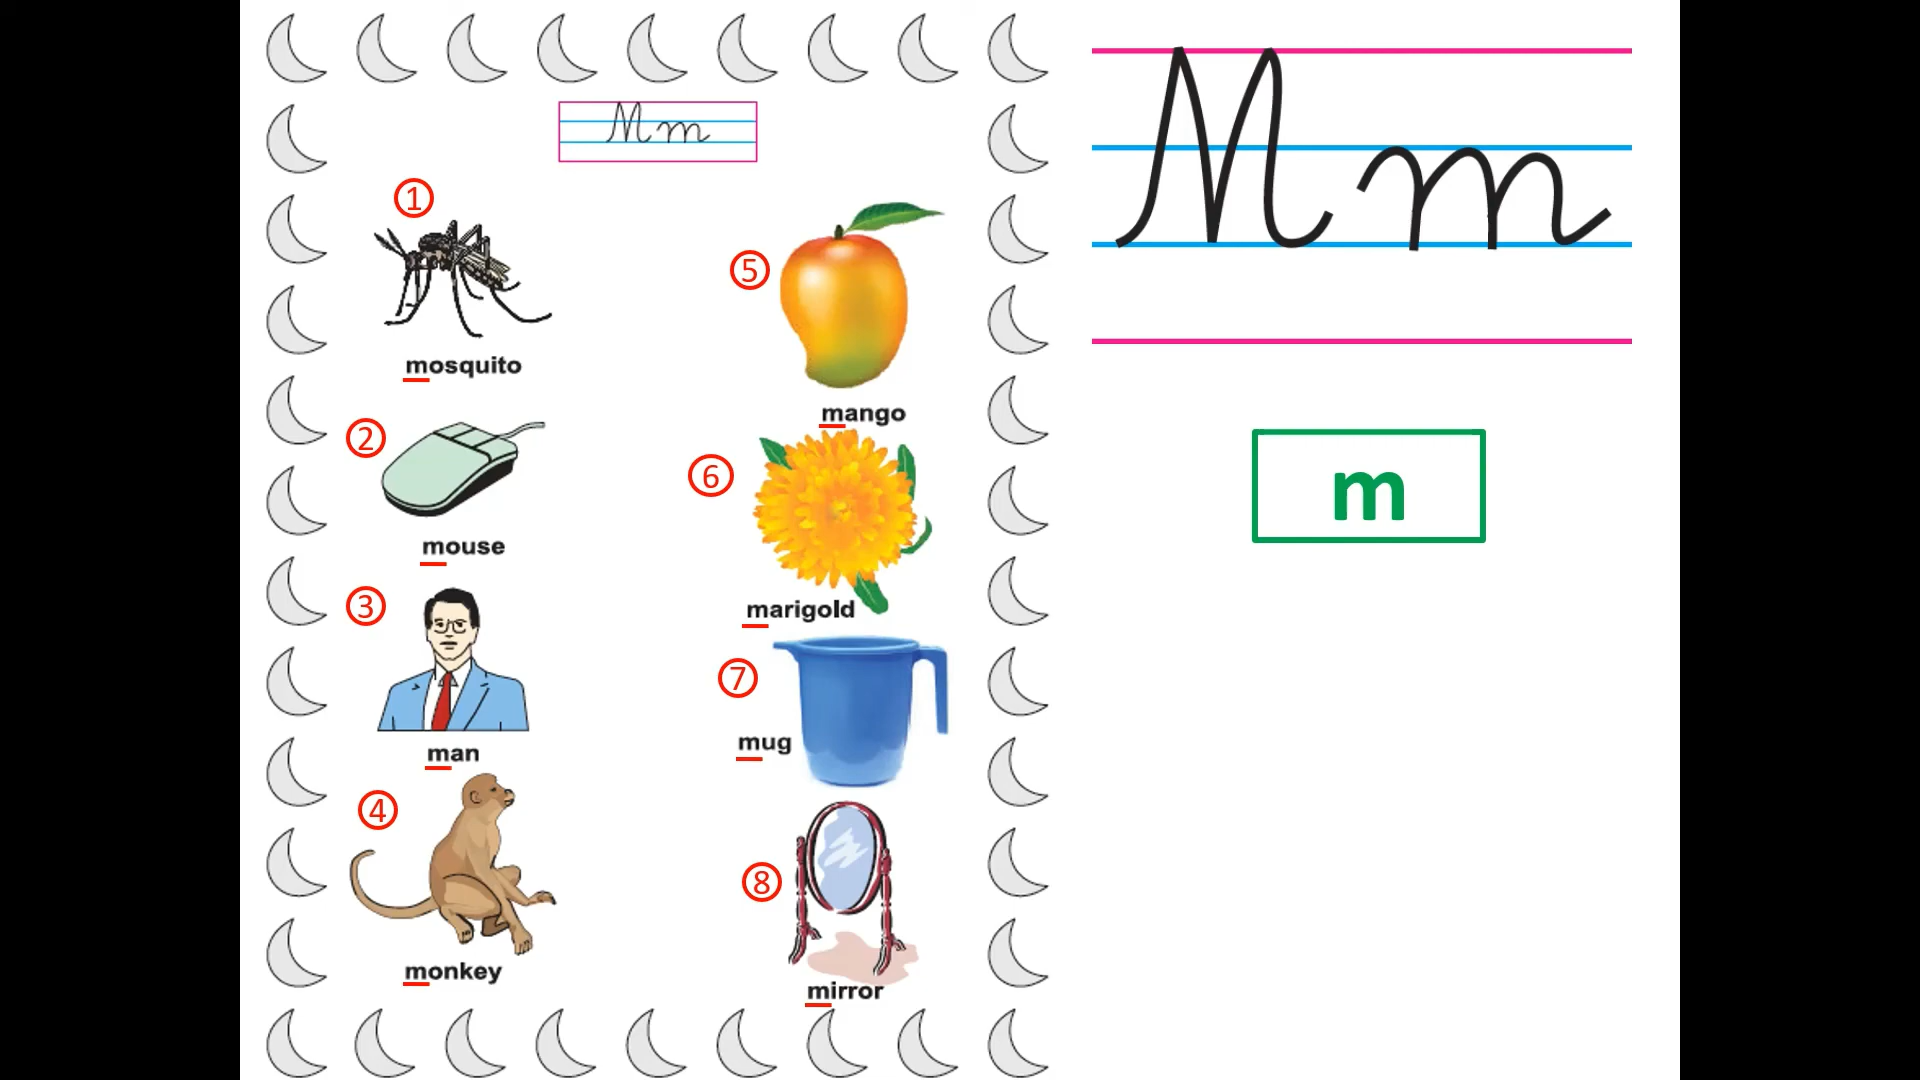 Mm
① 
mosquito
②
mouse
③
man
④
monkey
⑤
mango
⑥
marigold
⑦
mug
⑧
mirror
Mm
m